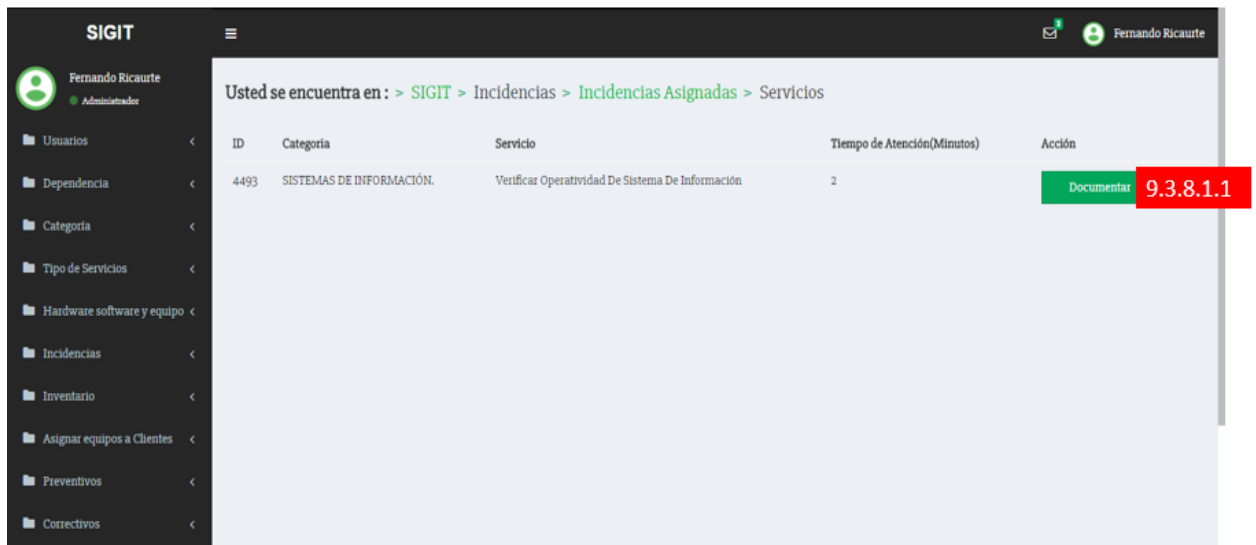 SIGIT
3
Fernando Ricaurte
Fernando Ricaurte
Administrador
Usuarios
Dependencia
Categoría
Tipo de Servicios
Hardware software y equipo
Incidencias
Inventario
Asignar equipos a Clientes
Preventivos
Correctivos
Usted se encuentra en : > SIGIT > Incidencias > Incidencias Asignadas > Servicios
ID Categoria Servicio Tiempo de Atención(Minutos) Acción
4493 SISTEMAS DE INFORMACIÓN. Verificar Operatividad De Sistema De Información 2 Documentar 9.3.8.1.1